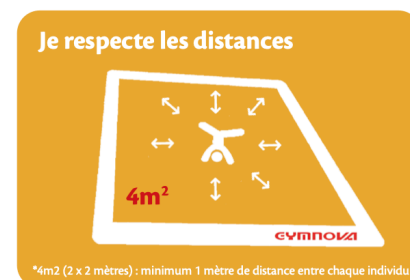 Je respecte les distances
4m²
GYMNOVA
*4m2 (2 x 2 mètres) : minimum 1 mètre de distance entre chaque individu